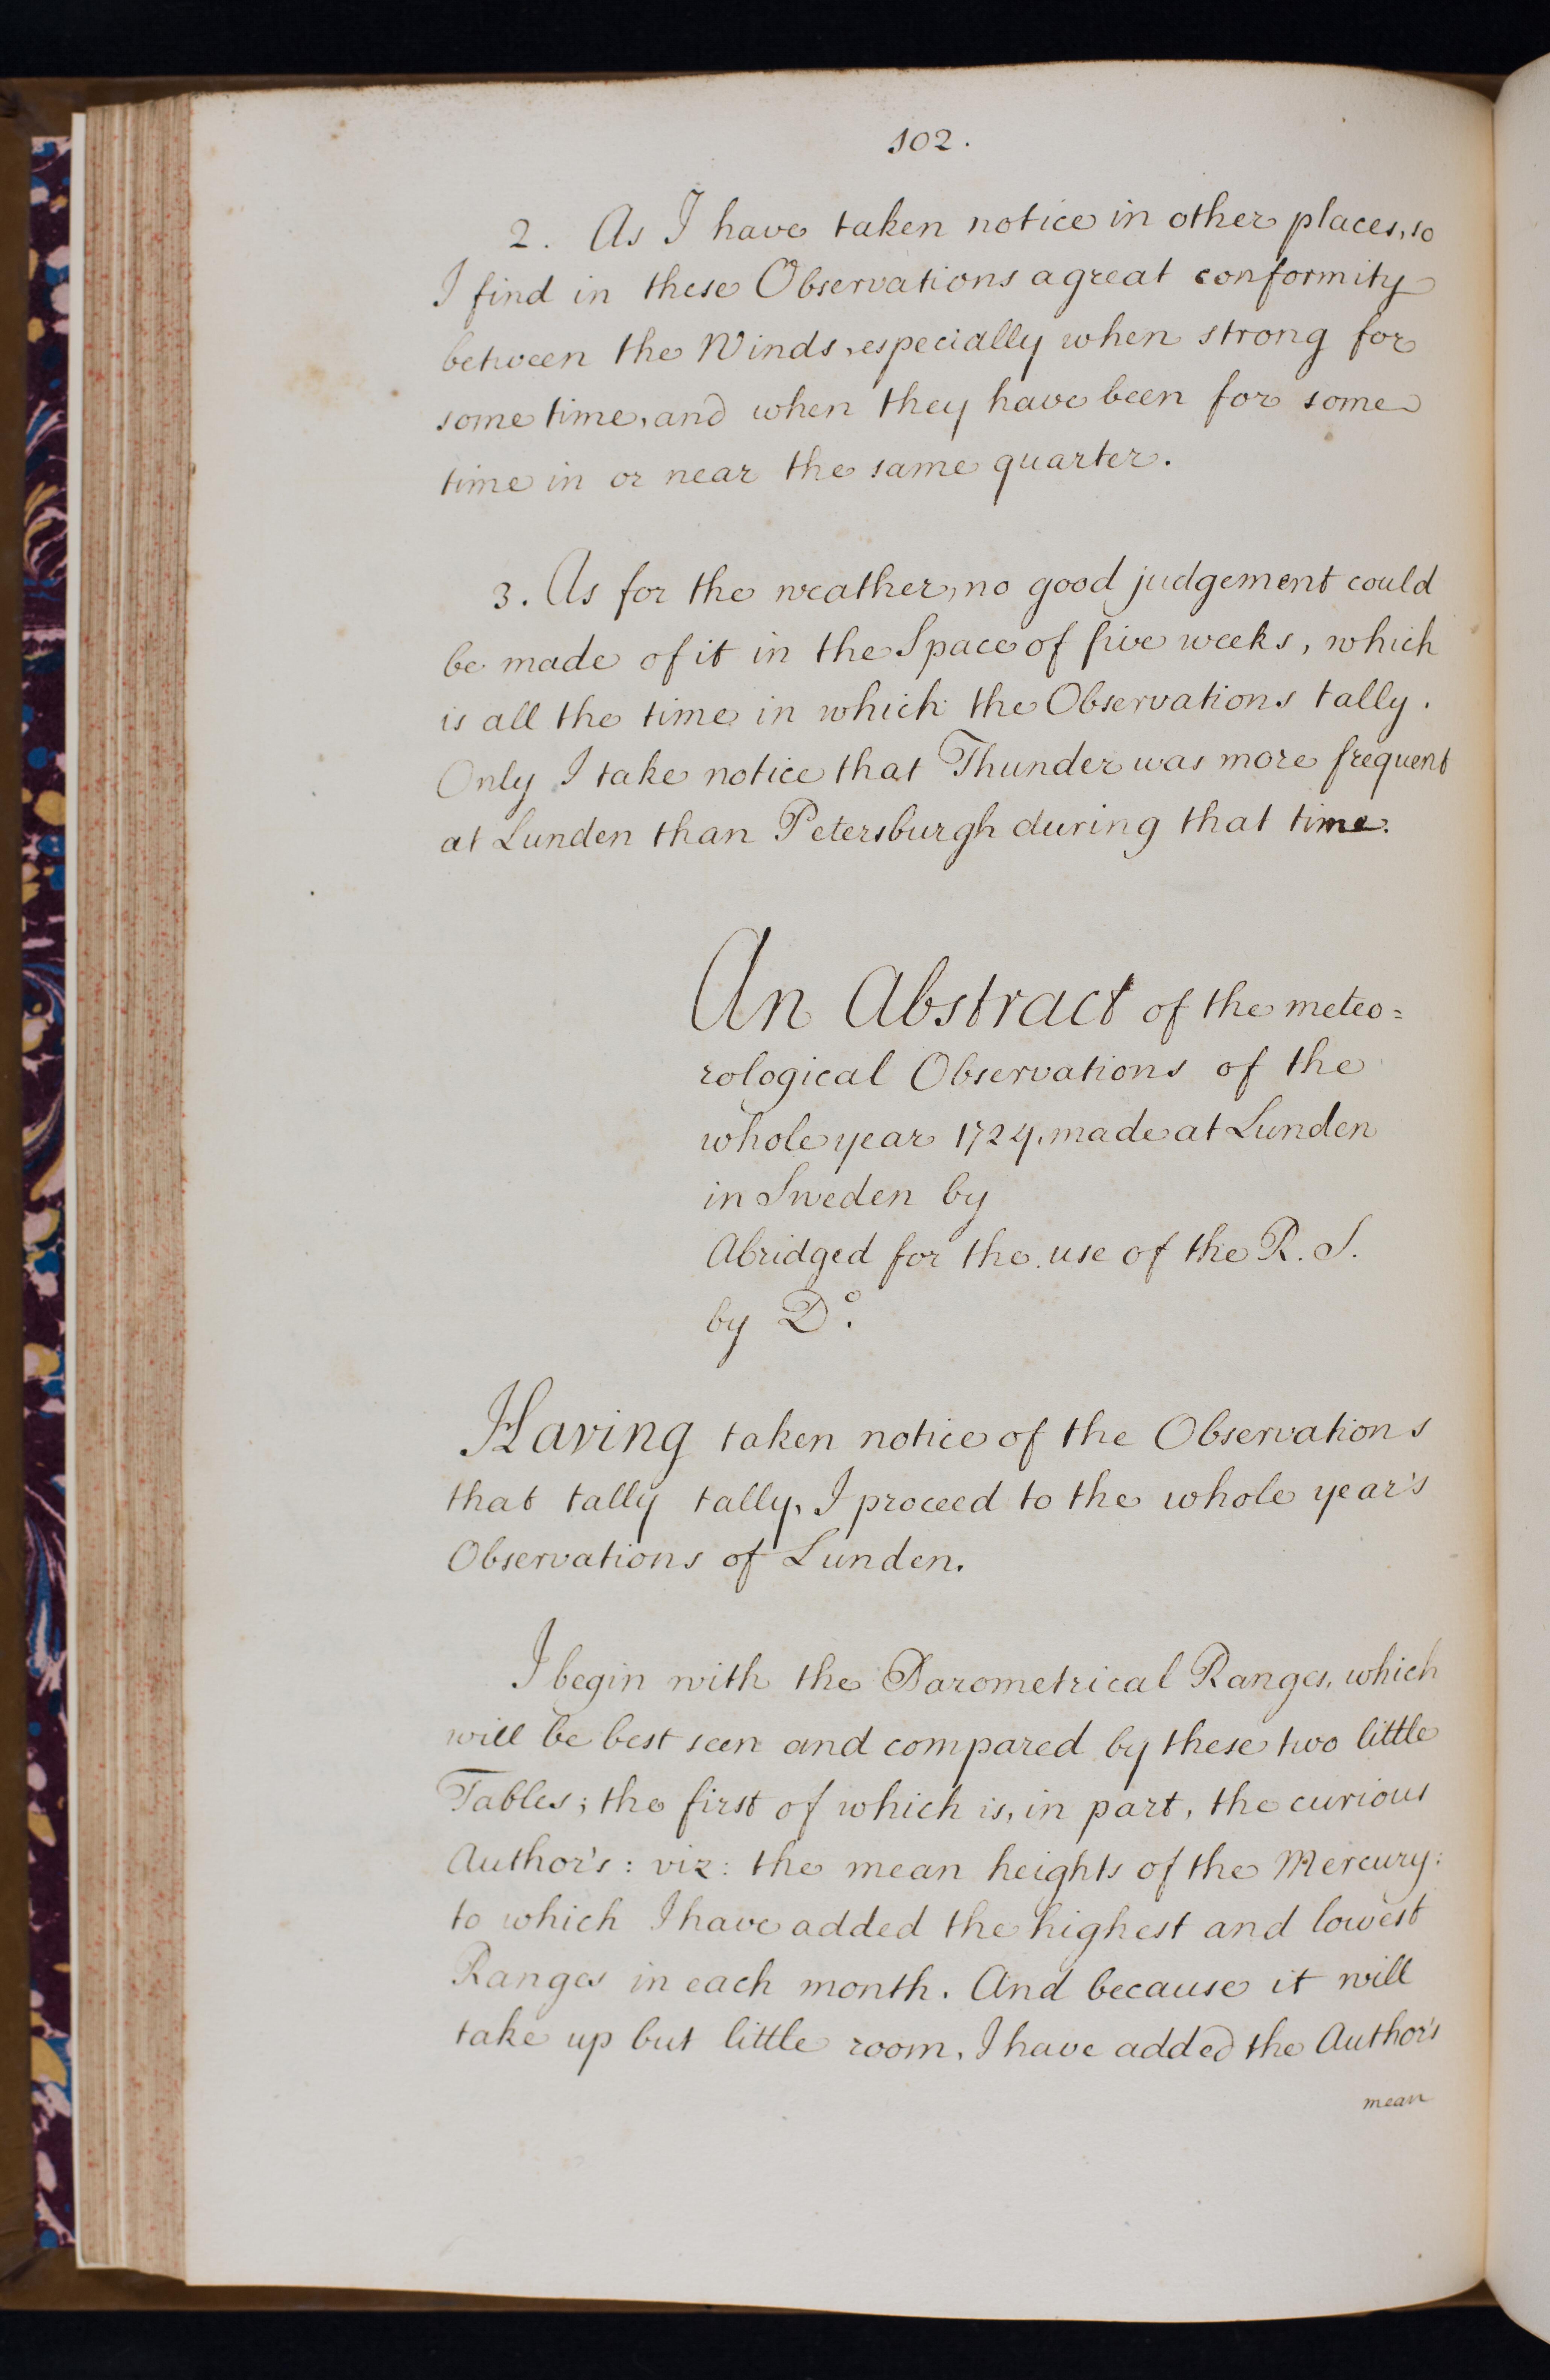 102.
2. As I have taken notice in other places, so
I find in these Observations a great conformity
between the Winds, especially when strong for
some time, and when they have been for some
time in or near the same quarter.
3. As for the weather, no good judgement could
be made of it in the Space of five weeks, which
is all the time in which the Observations tally.
Only I take notice that Thunder was more frequent
at Lunden than Petersburgh during that time.
An Abstract of the meteo=
rological Observations of the
whole year 1724, made at Lunden
in Sweden by
Abridged for the use of the R. S.
by Do.
Having taken notice of the Observations
that tally tally, I proceed to the whole year's
Observations of Lunden.
I begin with the Barometrical Ranges, which
will be best seen and compared by these two little
Tables; the first of which is, in part, the curious
Author's: viz: the mean heights of the Mercury:
to which I have added the highest and lowest
Ranges in each month. And because it will
take up but little room, I have added the Author's
mean